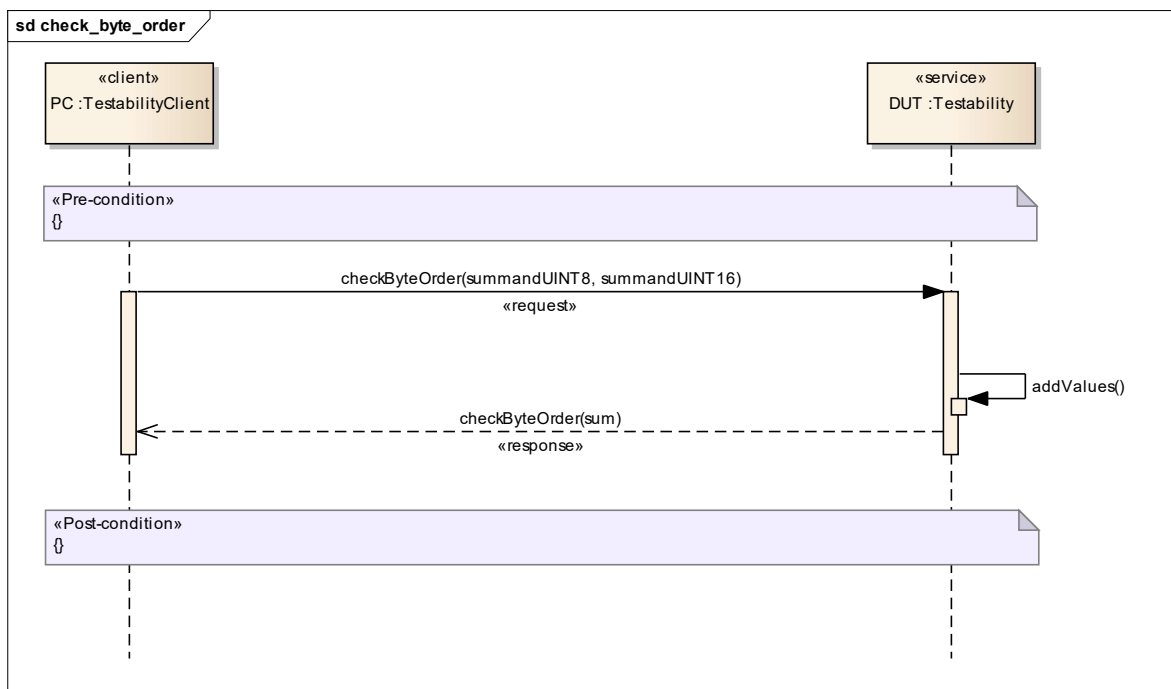 sd check_byte_order
«client»
PC :TestabilityClient
«service»
DUT :Testability
«Pre-condition»
{}
checkByteOrder(summandUINT8, summandUINT16)
«request»
addValues()
checkByteOrder(sum)
«response»
«Post-condition»
{}